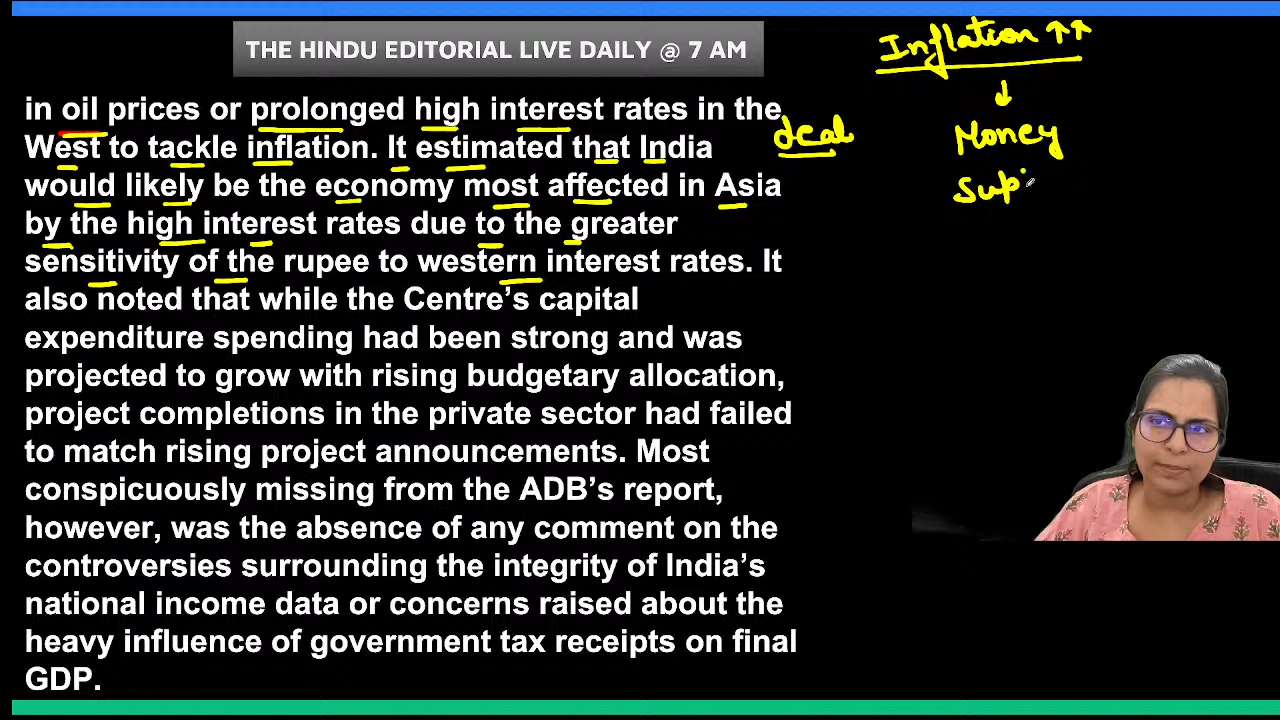 THE HINDU EDITORIAL LIVE DAILY @ 7 AM
Inflation ↑↑
↓
Money
Sup
deal
in oil prices or prolonged high interest rates in the
West to tackle inflation. It estimated that India
would likely be the economy most affected in Asia
by the high interest rates due to the greater
sensitivity of the rupee to western interest rates. It
also noted that while the Centre's capital
expenditure spending had been strong and was
projected to grow with rising budgetary allocation,
project completions in the private sector had failed
to match rising project announcements. Most
conspicuously missing from the ADB's report,
however, was the absence of any comment on the
controversies surrounding the integrity of India's
national income data or concerns raised about the
heavy influence of government tax receipts on final
GDP.